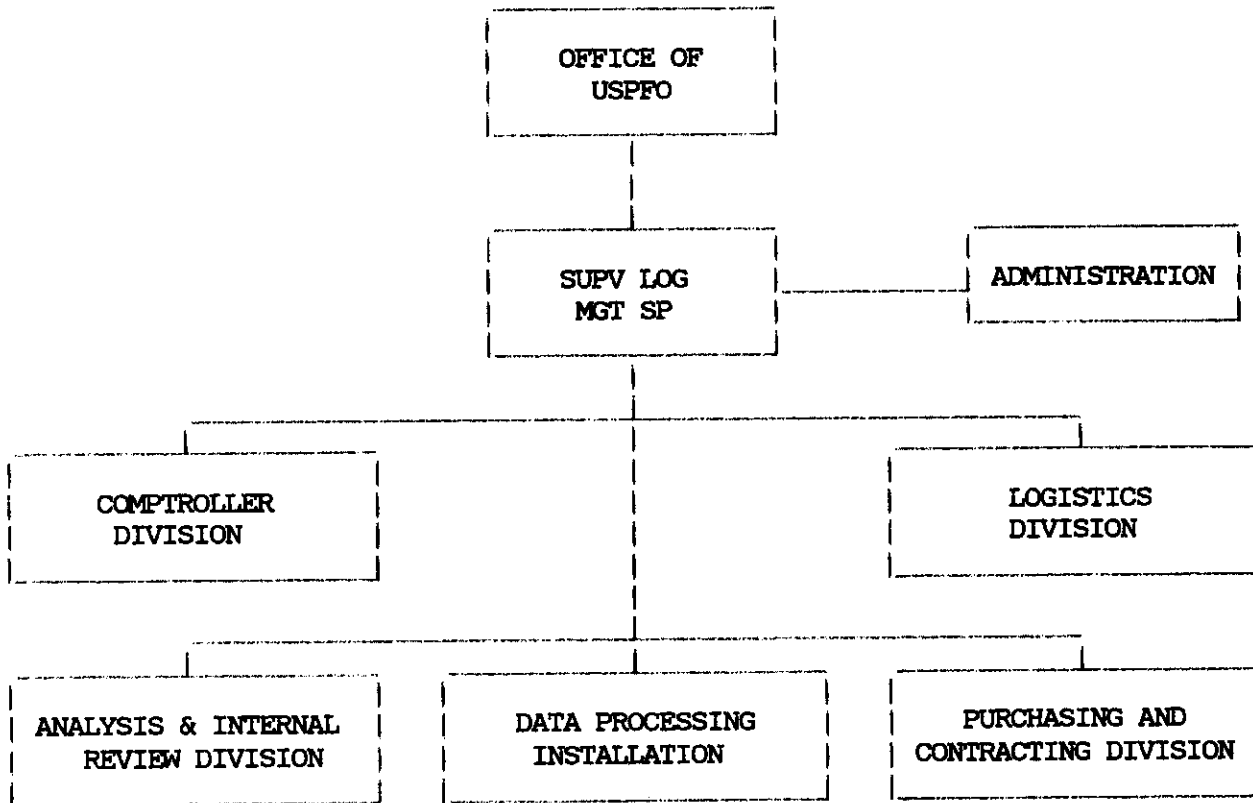 OFFICE OF
USPFO
SUPV LOG
MGT SP
ADMINISTRATION
COMPTROLLER
DIVISION
LOGISTICS
DIVISION
ANALYSIS & INTERNAL
REVIEW DIVISION
DATA PROCESSING
INSTALLATION
PURCHASING AND
CONTRACTING DIVISION